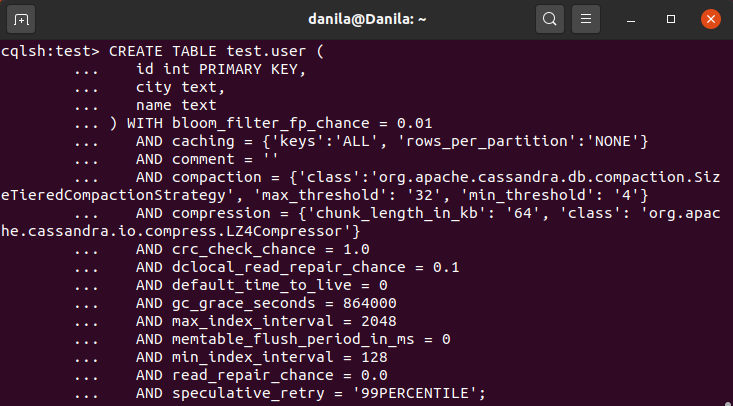 danila@Danila: ~
cqlsh:test> CREATE TABLE test.user (
        ...    id int PRIMARY KEY,
        ...    city text,
        ...    name text
        ... ) WITH bloom_filter_fp_chance = 0.01
        ...    AND caching = {'keys':'ALL', 'rows_per_partition':'NONE'}
        ...    AND comment = ''
        ...    AND compaction = {'class':'org.apache.cassandra.db.compaction.Siz
eTieredCompactionStrategy', 'max_threshold': '32', 'min_threshold': '4'}
        ...    AND compression = {'chunk_length_in_kb': '64', 'class': 'org.apac
he.cassandra.io.compress.LZ4Compressor'}
        ...    AND crc_check_chance = 1.0
        ...    AND dclocal_read_repair_chance = 0.1
        ...    AND default_time_to_live = 0
        ...    AND gc_grace_seconds = 864000
        ...    AND max_index_interval = 2048
        ...    AND memtable_flush_period_in_ms = 0
        ...    AND min_index_interval = 128
        ...    AND read_repair_chance = 0.0
        ...    AND speculative_retry = '99PERCENTILE';